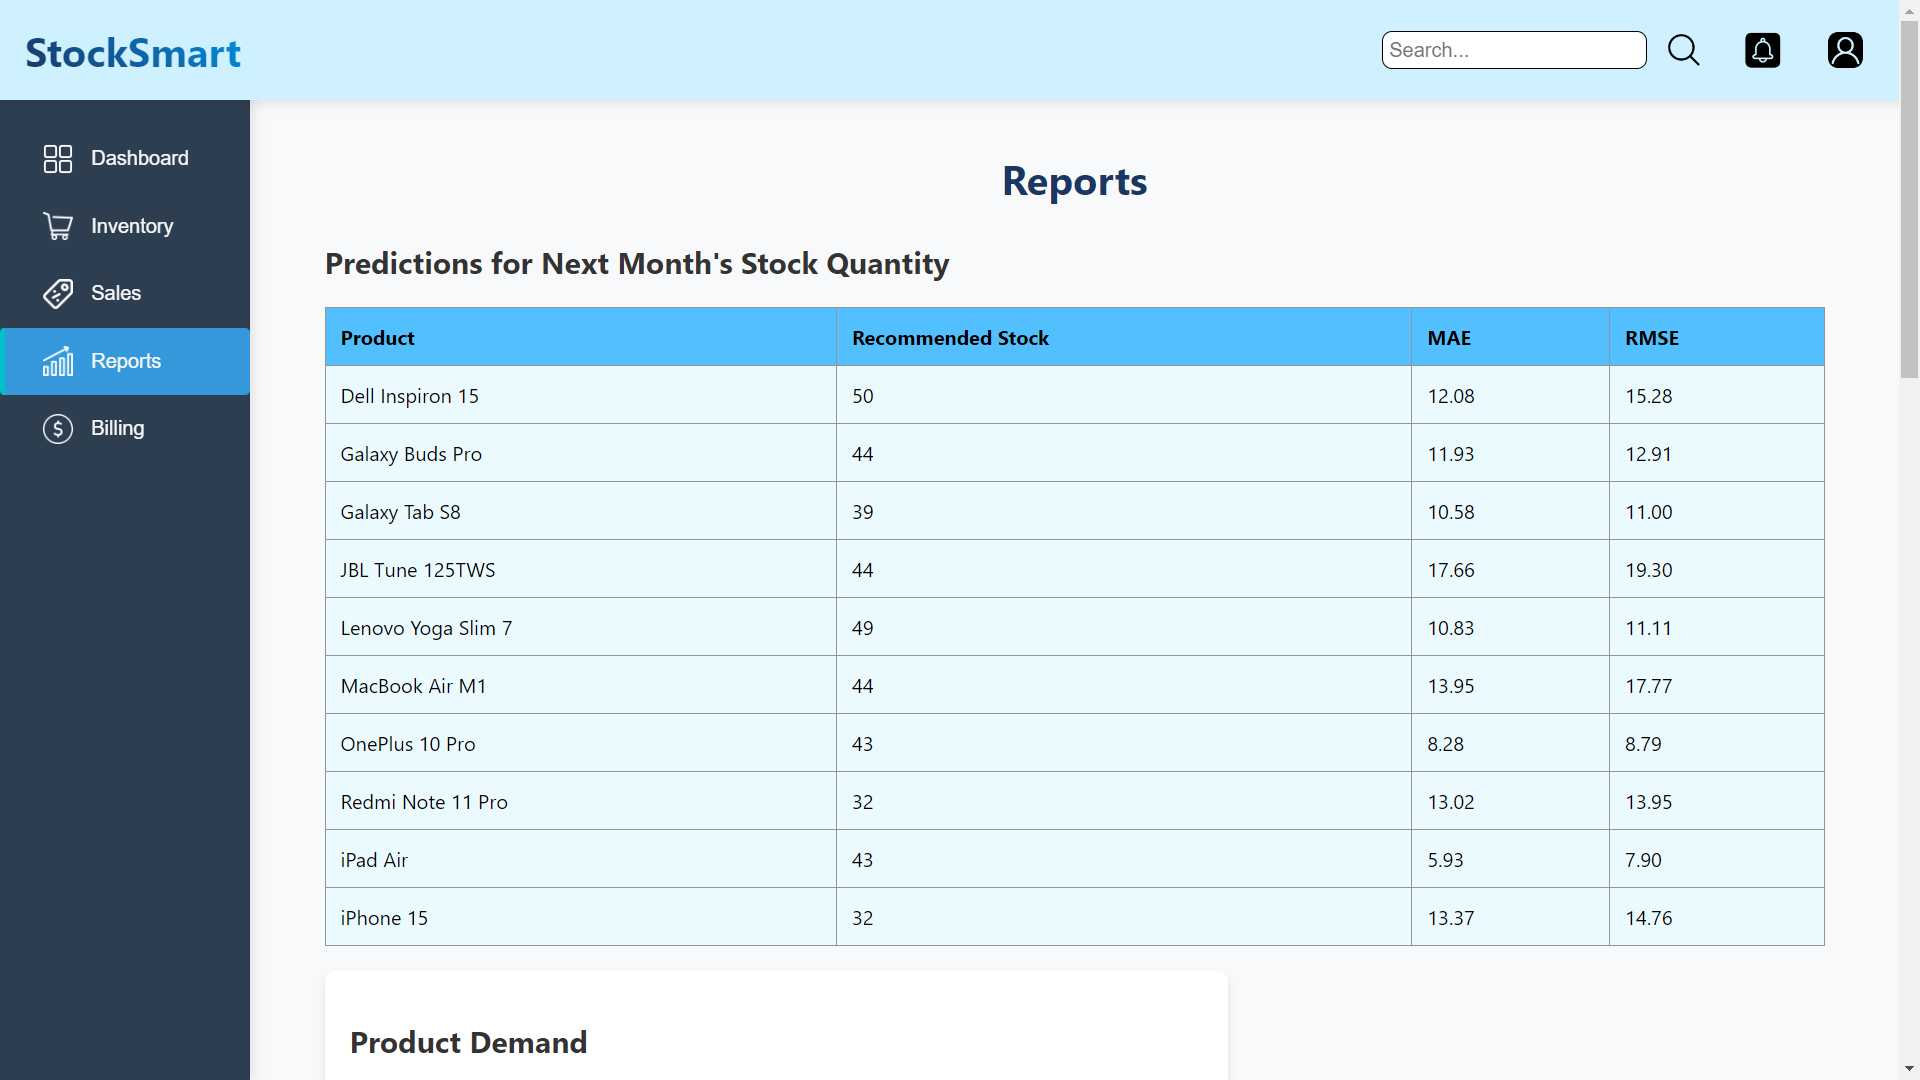 StockSmart
Search...
Dashboard
Inventory
Sales
Reports
Billing
Reports
Predictions for Next Month's Stock Quantity
Product Recommended Stock MAE RMSE
Dell Inspiron 15 50 12.08 15.28
Galaxy Buds Pro 44 11.93 12.91
Galaxy Tab S8 39 10.58 11.00
JBL Tune 125TWS 44 17.66 19.30
Lenovo Yoga Slim 7 49 10.83 11.11
MacBook Air M1 44 13.95 17.77
OnePlus 10 Pro 43 8.28 8.79
Redmi Note 11 Pro 32 13.02 13.95
iPad Air 43 5.93 7.90
iPhone 15 32 13.37 14.76
Product Demand